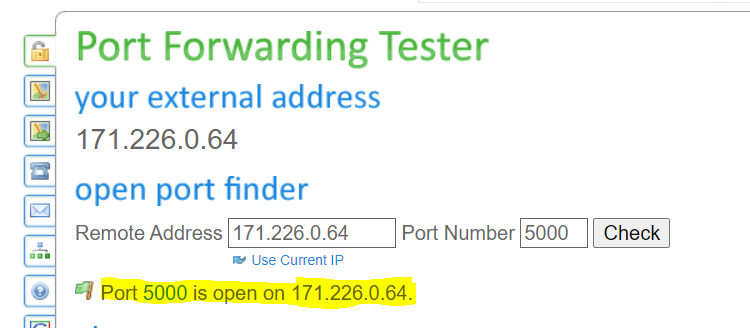 Port Forwarding Tester
your external address
171.226.0.64
open port finder
Remote Address 171.226.0.64 Port Number 5000 Check
Use Current IP
Port 5000 is open on 171.226.0.64.